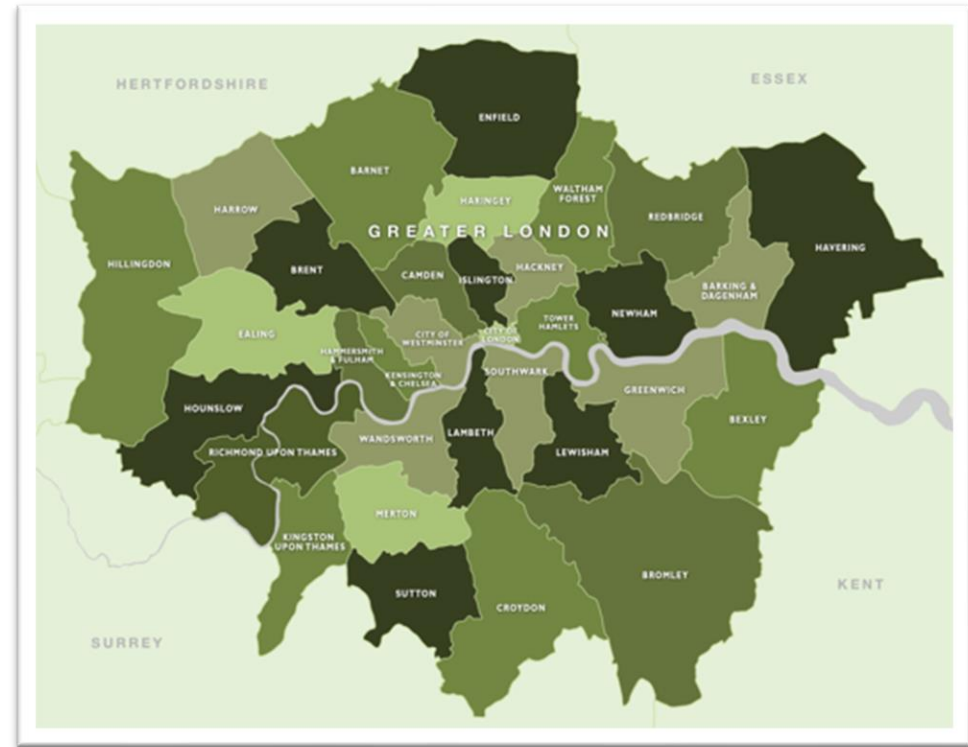 HERTFORDSHIRE
ESSEX
ENFIELD
BARNET
HARROW
HARINGEY
WALTHAM
FOREST
REDBRIDGE
GREATER LONDON
HAVERING
HILLINGDON
BRENT
CAMDEN
ISLINGTON
HACKNEY
BARKING &
DAGENHAM
NEWHAM
EALING
TOWER
HAMLETS
CITY OF
WESTMINSTER
CITY OF
LONDON
HAMMERSMITH
& FULHAM
KENSINGTON
& CHELSEA
SOUTHWARK
GREENWICH
HOUNSLOW
BEXLEY
WANDSWORTH
LAMBETH
RICHMOND UPON THAMES
LEWISHAM
MERTON
KINGSTON
UPON THAMES
BROMLEY
KENT
SUTTON
CROYDON
SURREY